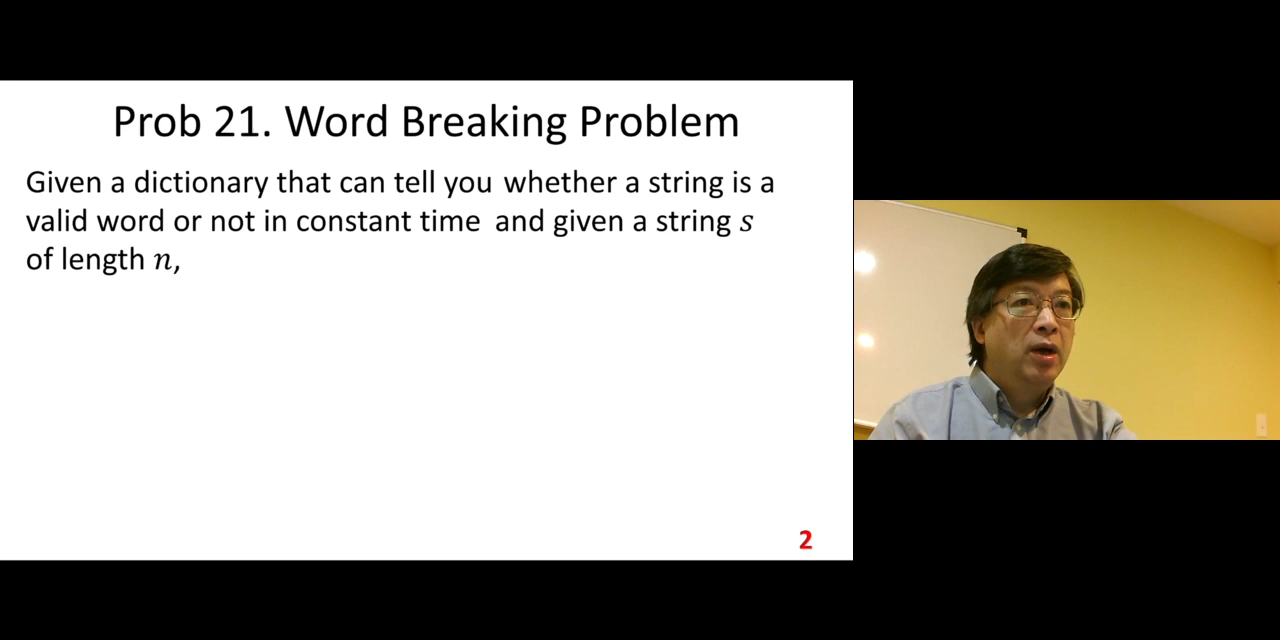 Prob 21. Word Breaking Problem
Given a dictionary that can tell you whether a string is a
valid word or not in constant time and given a string s
of length n,
2